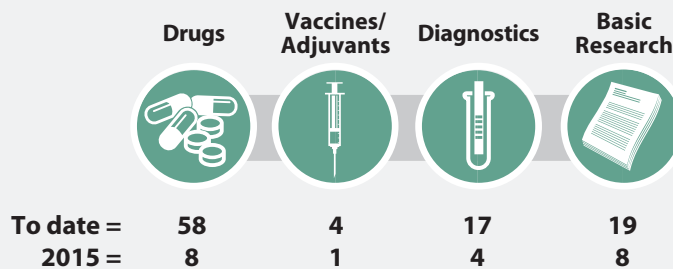 Drugs
Vaccines/
Adjuvants
Diagnostics
Basic
Research
To date = 58 4 17 19
2015 = 8 1 4 8